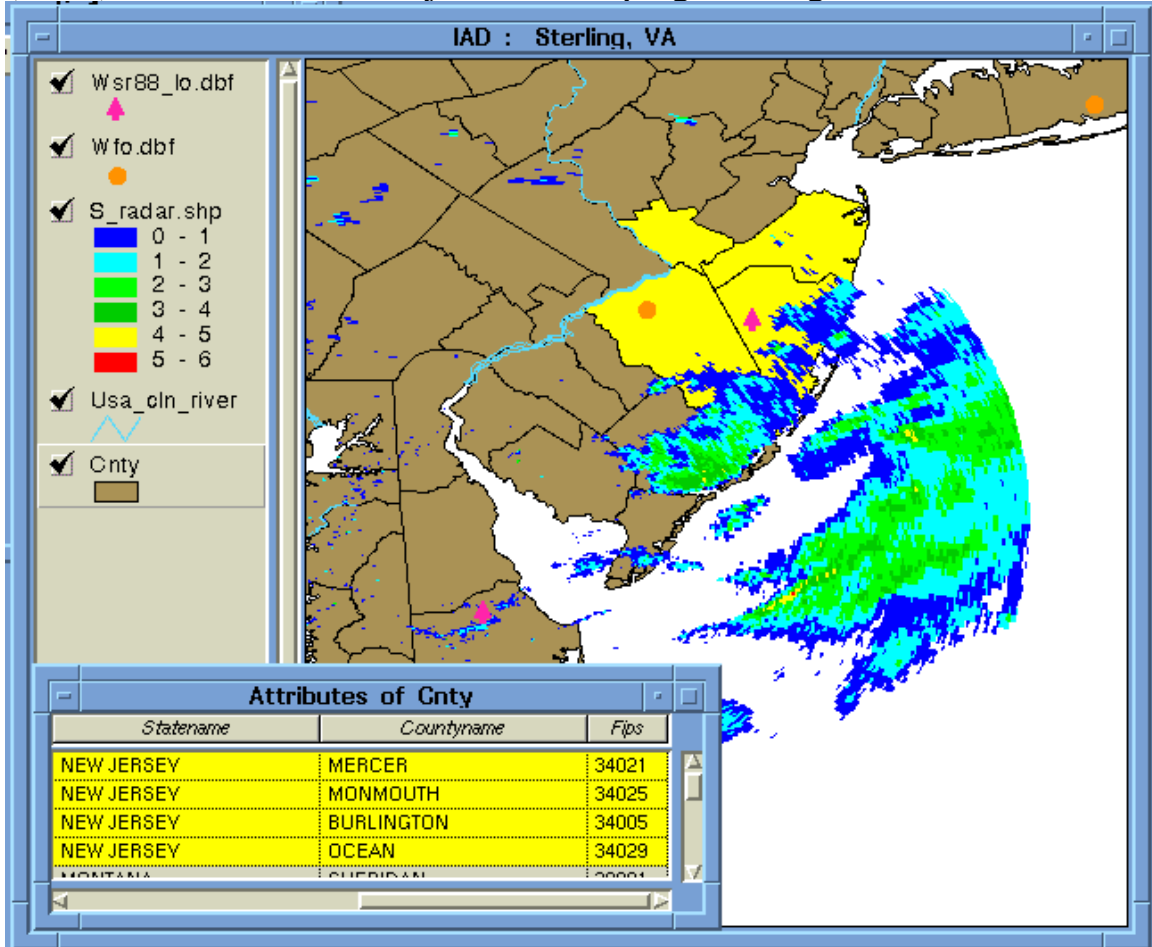 IAD : Sterling, VA
Wsr88_lo.dbf
Wfo.dbf
S_radar.shp
0 - 1
1 - 2
2 - 3
3 - 4
4 - 5
5 - 6
Usa_cln_river
Cnty
Attributes of Cnty
Statename Countyname Fips
NEW JERSEY MERCER 34021
NEW JERSEY MONMOUTH 34025
NEW JERSEY BURLINGTON 34005
NEW JERSEY OCEAN 34029
MONTANA SHERIDAN